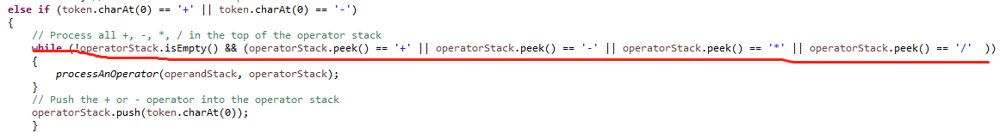 else if (token.charAt(0) == '+' || token.charAt(0) == '-')
{
// Process all +, -, *, / in the top of the operator stack
while (!operatorStack.isEmpty() && (operatorStack.peek() == '+' || operatorStack.peek() == '-' || operatorStack.peek() == '*' || operatorStack.peek() == '/' ))
{
processAnOperator(operandStack, operatorStack);
}
// Push the + or - operator into the operator stack
operatorStack.push(token.charAt(0));
}